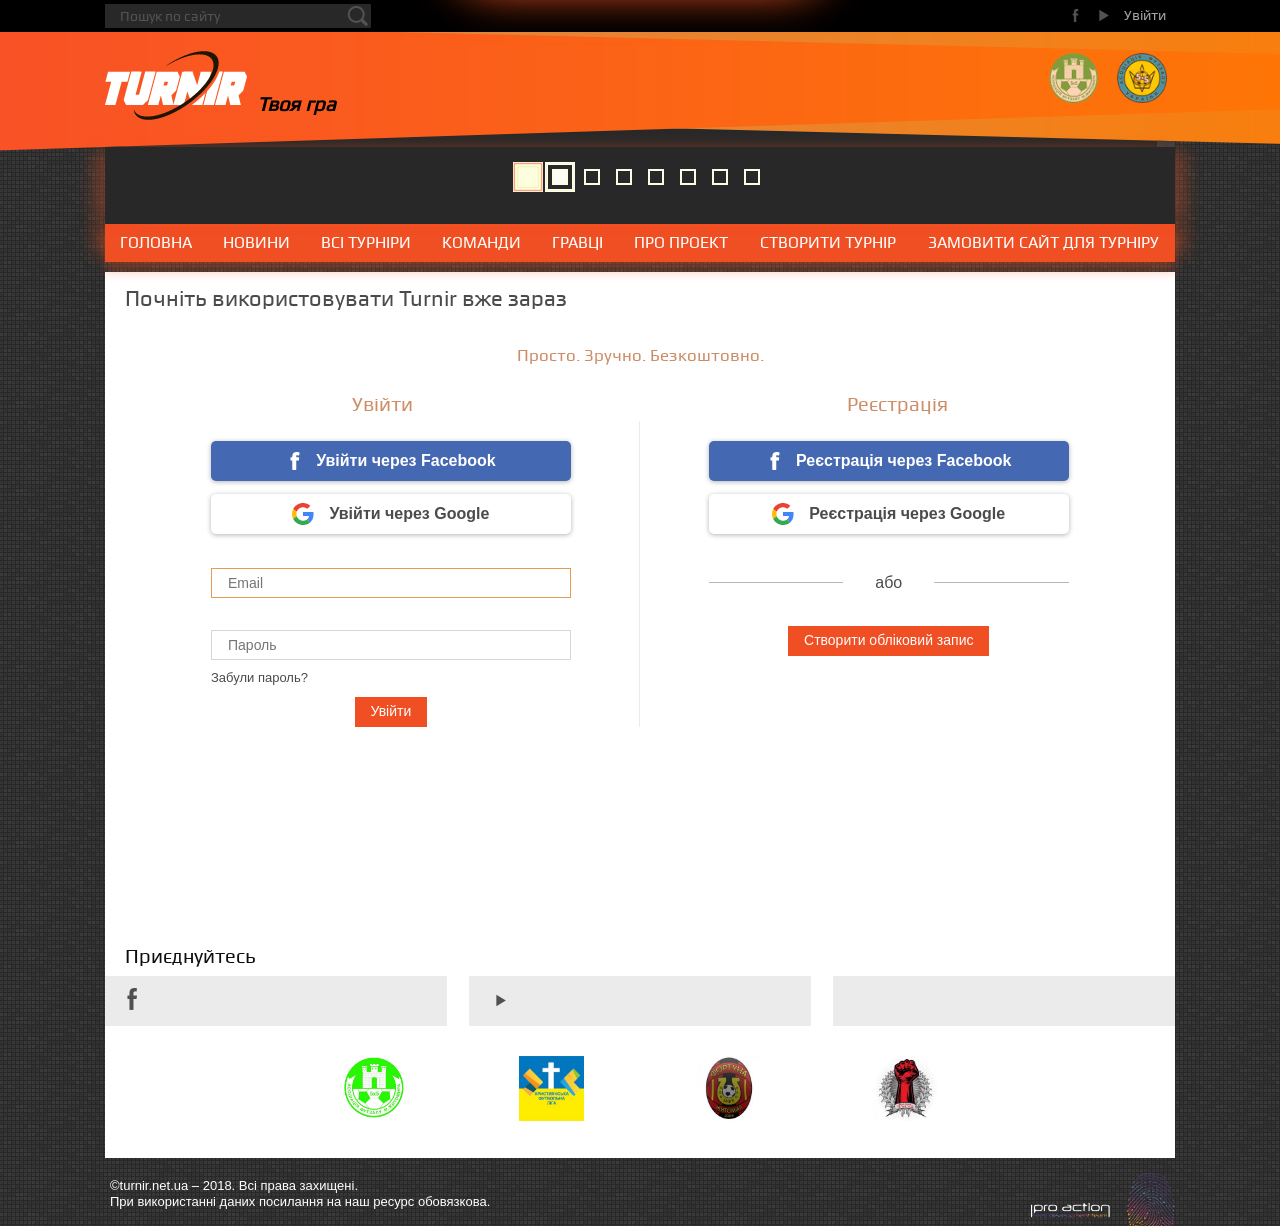 Пошук по сайту
Увійти
TURNIR
Твоя гра
ГОЛОВНА НОВИНИ ВСІ ТУРНІРИ КОМАНДИ ГРАВЦІ ПРО ПРОЕКТ СТВОРИТИ ТУРНІР ЗАМОВИТИ САЙТ ДЛЯ ТУРНІРУ
Почніть використовувати Turnir вже зараз
Просто. Зручно. Безкоштовно.
Увійти
Увійти через Facebook
Увійти через Google
Email
Пароль
Забули пароль?
Увійти
Реєстрація
Реєстрація через Facebook
Реєстрація через Google
або
Створити обліковий запис
Приєднуйтесь
ХРИСТИЯНСЬКА
ФУТБОЛЬНА
ЛІГА
©turnir.net.ua – 2018. Всі права захищені.
При використанні даних посилання на наш ресурс обовязкова.
pro action